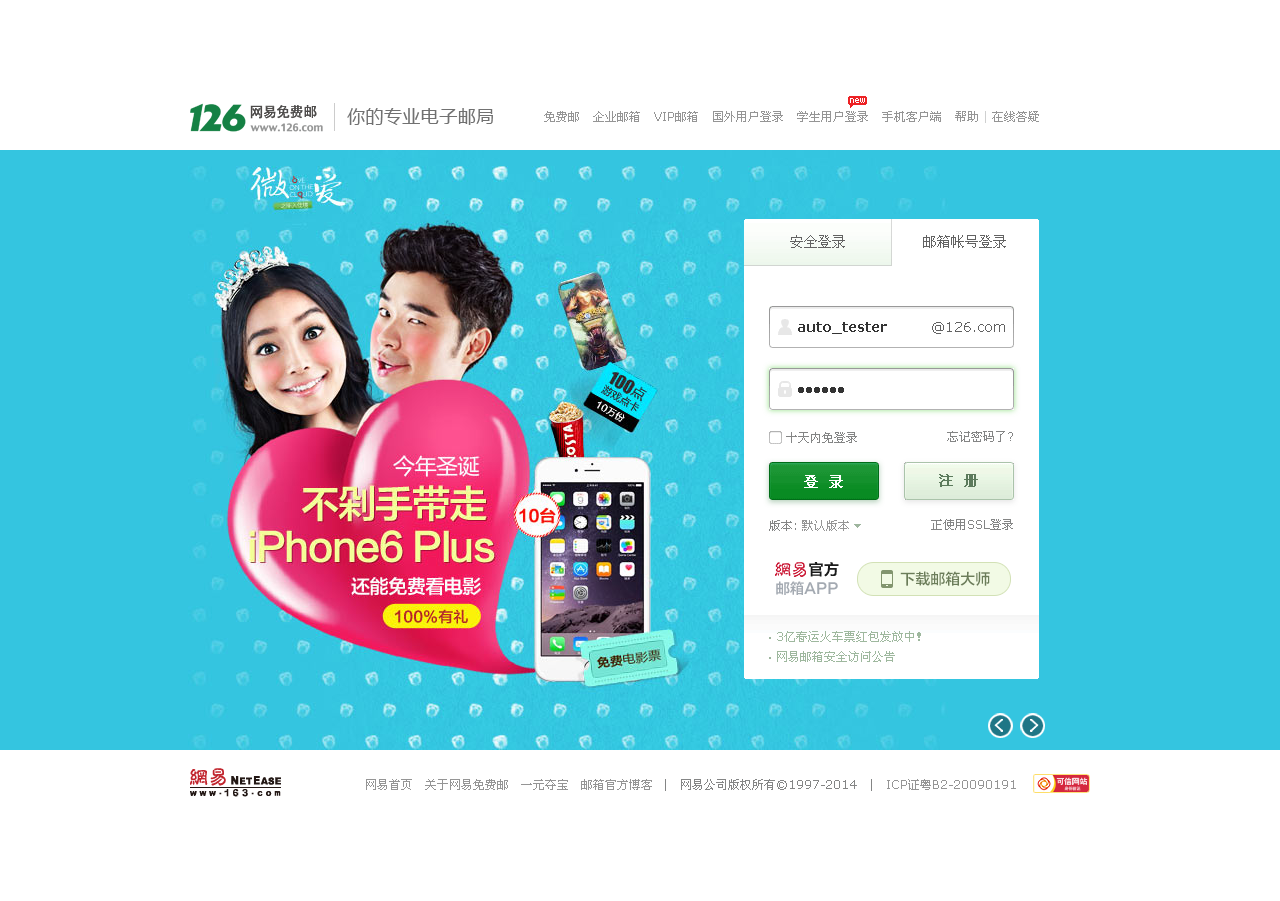 126 网易免费邮
www.126.com
你的专业电子邮局
免费邮 企业邮箱 VIP邮箱 国外用户登录 学生用户登录 new 手机客户端 帮助 | 在线答疑
微爱
LOVE ON THE CLOUD
安全登录 邮箱帐号登录
auto_tester @126.com
••••••
十天内免登录 忘记密码了?
登 录 注 册
版本: 默认版本 正使用SSL登录
網易官方
邮箱APP
下载邮箱大师
· 3亿春运火车票红包发放中!
· 网易邮箱安全访问公告
100点
游戏点卡
10万份
COSTA
今年圣诞
不剁手带走
10台
iPhone6 Plus
还能免费看电影
100%有礼
免费电影票
網易 NETEASE
www.163.com
网易首页 关于网易免费邮 一元夺宝 邮箱官方博客 | 网易公司版权所有©1997-2014 | ICP证粤B2-20090191
可信网站